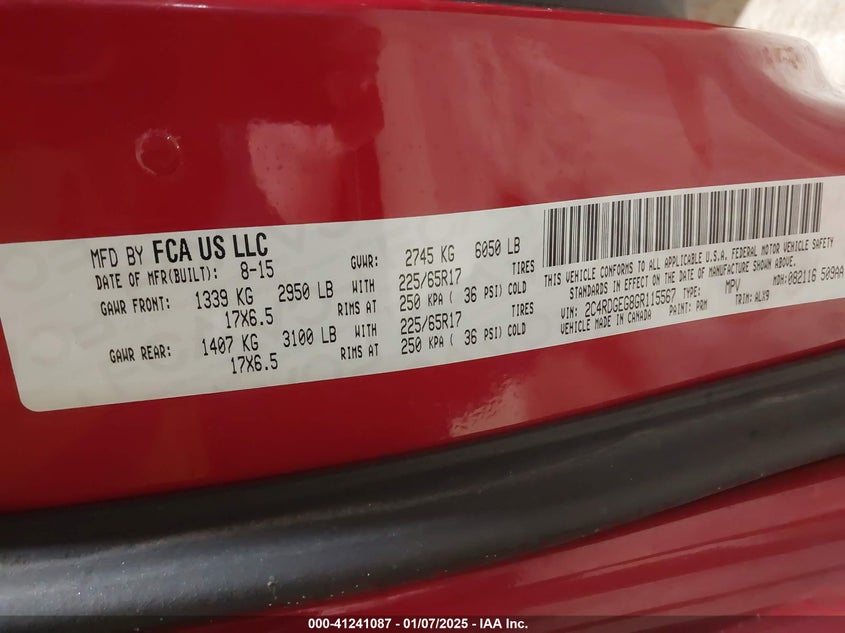 MFD BY FCA US LLC
DATE OF MFR(BUILT): 8-15 GVWR: 2745 KG 6050 LB
GAWR FRONT: 1339 KG 2950 LB WITH 225/65R17 TIRES
17X6.5 RIMS AT 250 KPA ( 36 PSI) COLD
GAWR REAR: 1407 KG 3100 LB WITH 225/65R17 TIRES
17X6.5 RIMS AT 250 KPA ( 36 PSI) COLD
THIS VEHICLE CONFORMS TO ALL APPLICABLE U.S.A. FEDERAL MOTOR VEHICLE SAFETY
STANDARDS IN EFFECT ON THE DATE OF MANUFACTURE SHOWN ABOVE. MDH: 082116 509AA
VIN: 2C4RDGEG8GR115567 TYPE: MPV
VEHICLE MADE IN CANADA PAINT: PRM TRIM: ALX9
000-41241087 - 01/07/2025 - IAA Inc.